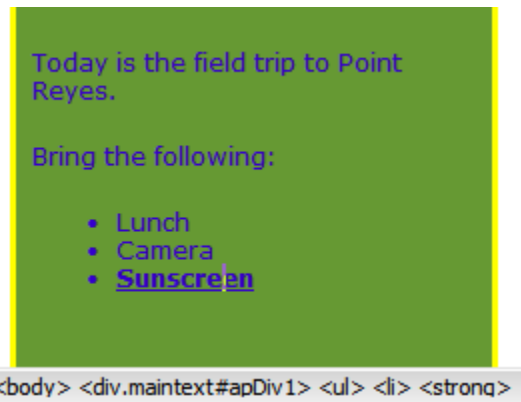 Today is the field trip to Point
Reyes.
Bring the following:
• Lunch
• Camera
• Sunscreen
<body> <div.maintext#apDiv1> <ul> <li> <strong>